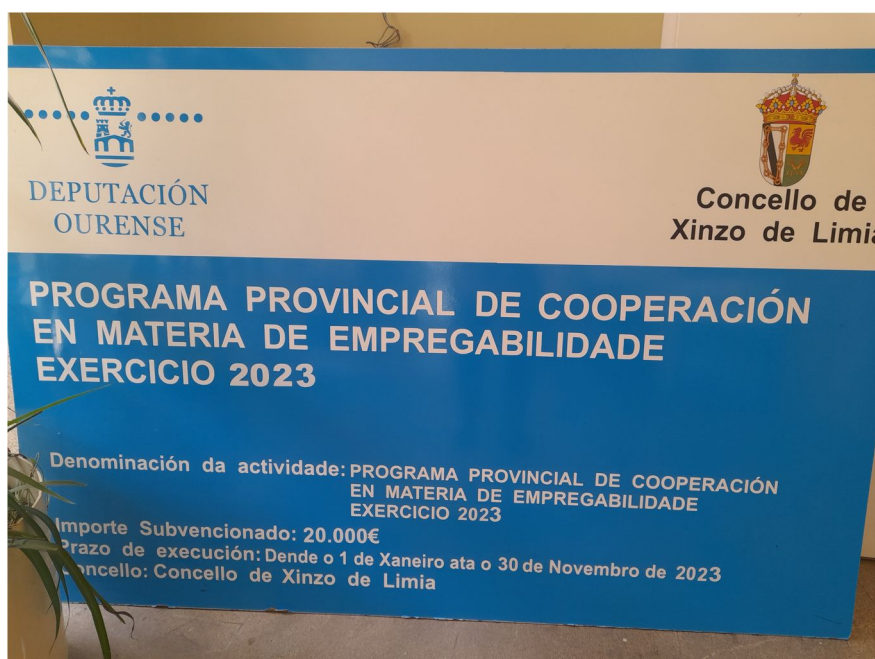 DEPUTACIÓN
OURENSE
Concello de
Xinzo de Limia
PROGRAMA PROVINCIAL DE COOPERACIÓN
EN MATERIA DE EMPREGABILIDADE
EXERCICIO 2023
Denominación da actividade: PROGRAMA PROVINCIAL DE COOPERACIÓN
EN MATERIA DE EMPREGABILIDADE
EXERCICIO 2023
Importe Subvencionado: 20.000€
Prazo de execución: Dende o 1 de Xaneiro ata o 30 de Novembro de 2023
Concello: Concello de Xinzo de Limia